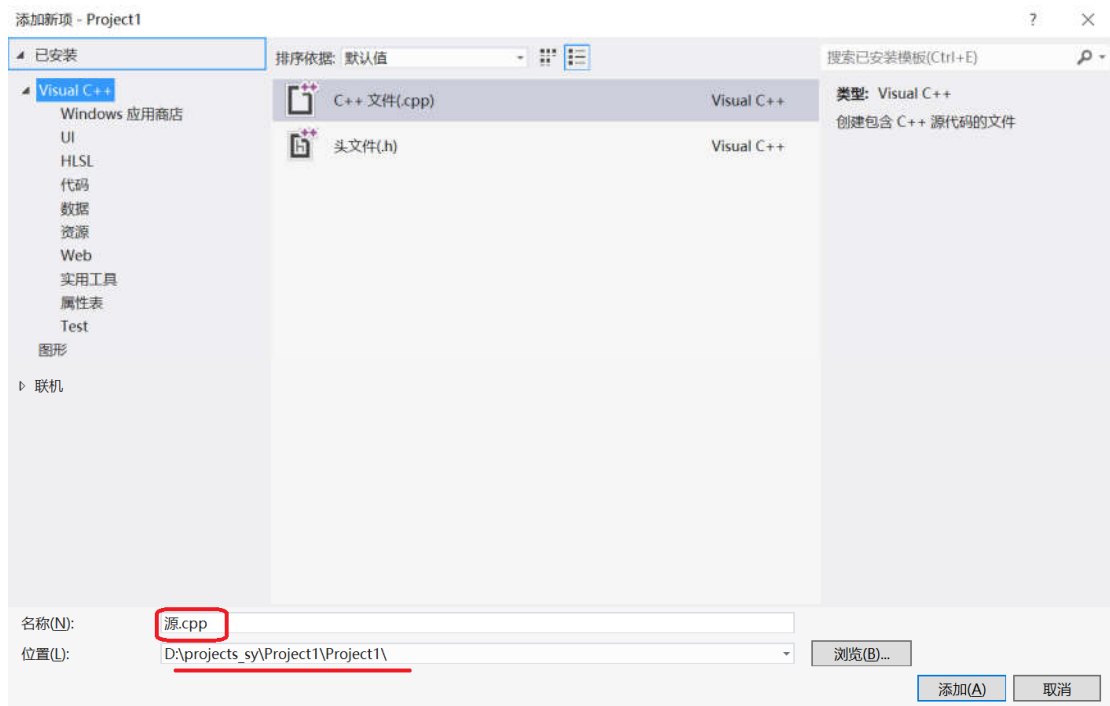 添加新项 - Project1
?
已安装
排序依据: 默认值
搜索已安装模板(Ctrl+E)
Visual C++
Windows 应用商店
UI
HLSL
代码
数据
资源
Web
实用工具
属性表
Test
图形
联机
C++ 文件(.cpp)
Visual C++
头文件(.h)
Visual C++
类型: Visual C++
创建包含 C++ 源代码的文件
名称(N):
源.cpp
位置(L):
D:\projects_sy\Project1\Project1\
浏览(B)...
添加(A)
取消